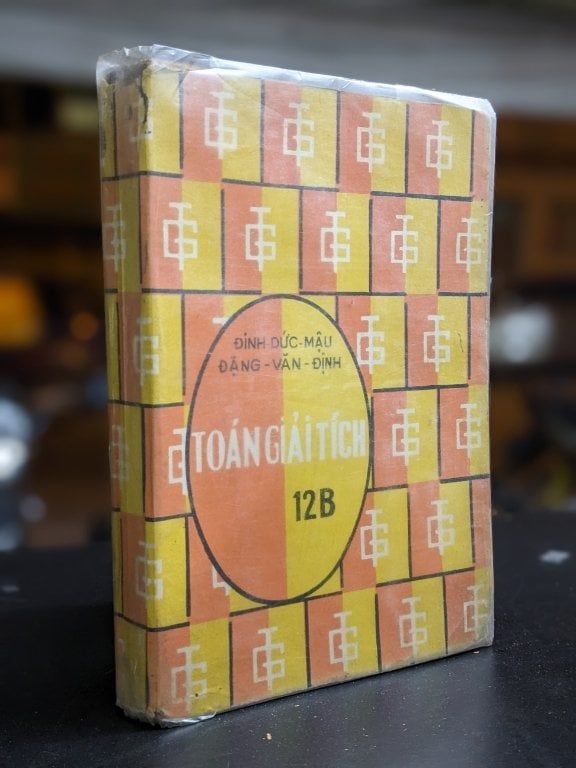 ĐINH ĐỨC-MẬU
ĐẶNG-VĂN-ĐỊNH
TOÁN GIẢI TÍCH
12B